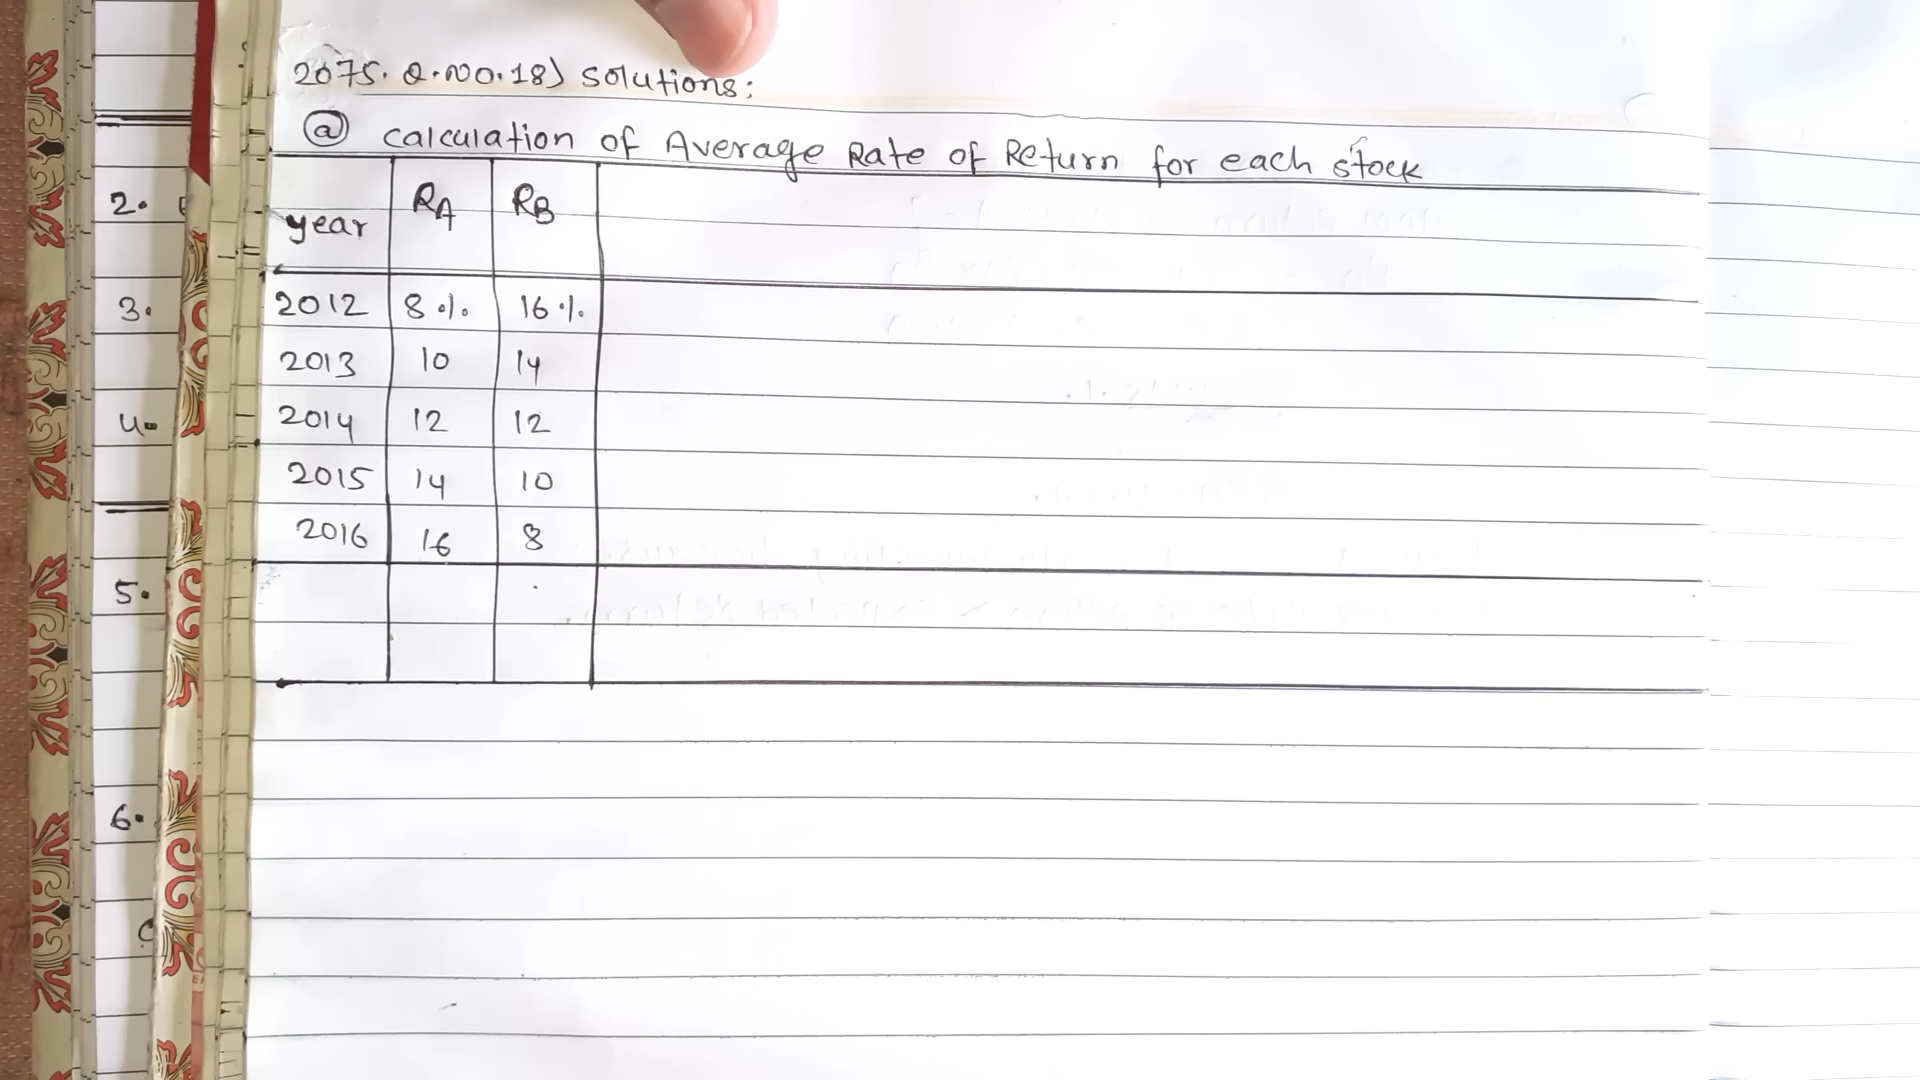 2075. Q.NO.18) Solutions:
ⓐ Calculation of Average Rate of Return for each stock
year RA RB
2012 8% 16%
2013 10 14
2014 12 12
2015 14 10
2016 16 8
2.
3.
4.
5.
6.